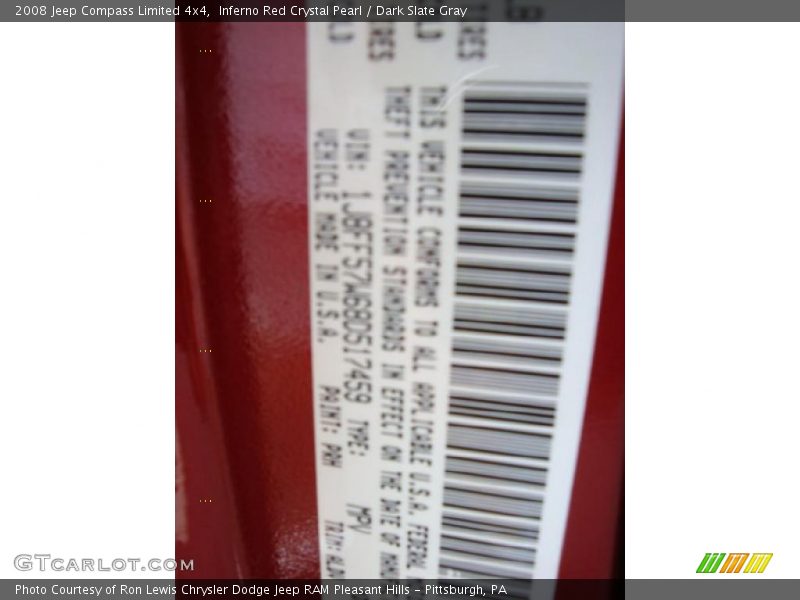 2008 Jeep Compass Limited 4x4, Inferno Red Crystal Pearl / Dark Slate Gray
THIS VEHICLE CONFORMS TO ALL APPLICABLE U.S.A. FEDERAL
THEFT PREVENTION STANDARDS IN EFFECT ON THE DATE OF
VIN: 1J8FF57W68D517459 TYPE: MPV
VEHICLE MADE IN U.S.A. PAINT: PRH
GTCarLot.com
Photo Courtesy of Ron Lewis Chrysler Dodge Jeep RAM Pleasant Hills - Pittsburgh, PA